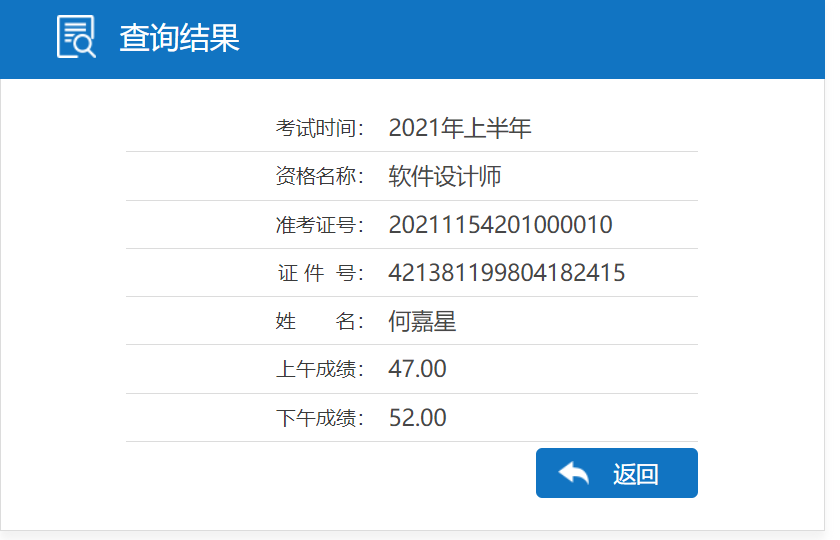 查询结果
考试时间： 2021年上半年
资格名称： 软件设计师
准考证号： 20211154201000010
证 件 号： 421381199804182415
姓 名： 何嘉星
上午成绩： 47.00
下午成绩： 52.00
返回